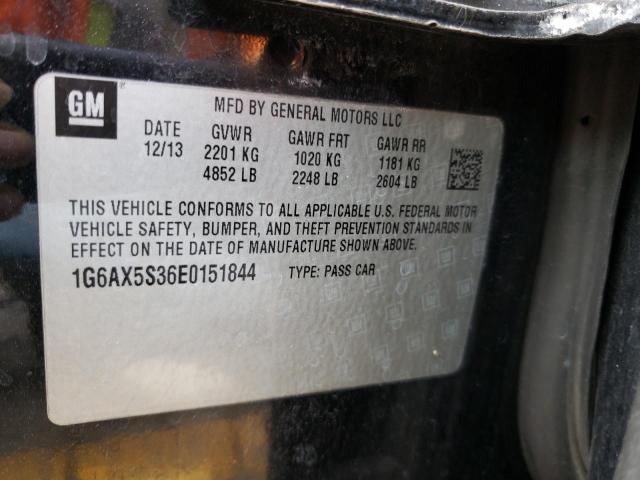 GM
MFD BY GENERAL MOTORS LLC
DATE GVWR GAWR FRT GAWR RR
12/13 2201 KG 1020 KG 1181 KG
4852 LB 2248 LB 2604 LB
THIS VEHICLE CONFORMS TO ALL APPLICABLE U.S. FEDERAL MOTOR
VEHICLE SAFETY, BUMPER, AND THEFT PREVENTION STANDARDS IN
EFFECT ON THE DATE OF MANUFACTURE SHOWN ABOVE.
1G6AX5S36E0151844 TYPE: PASS CAR